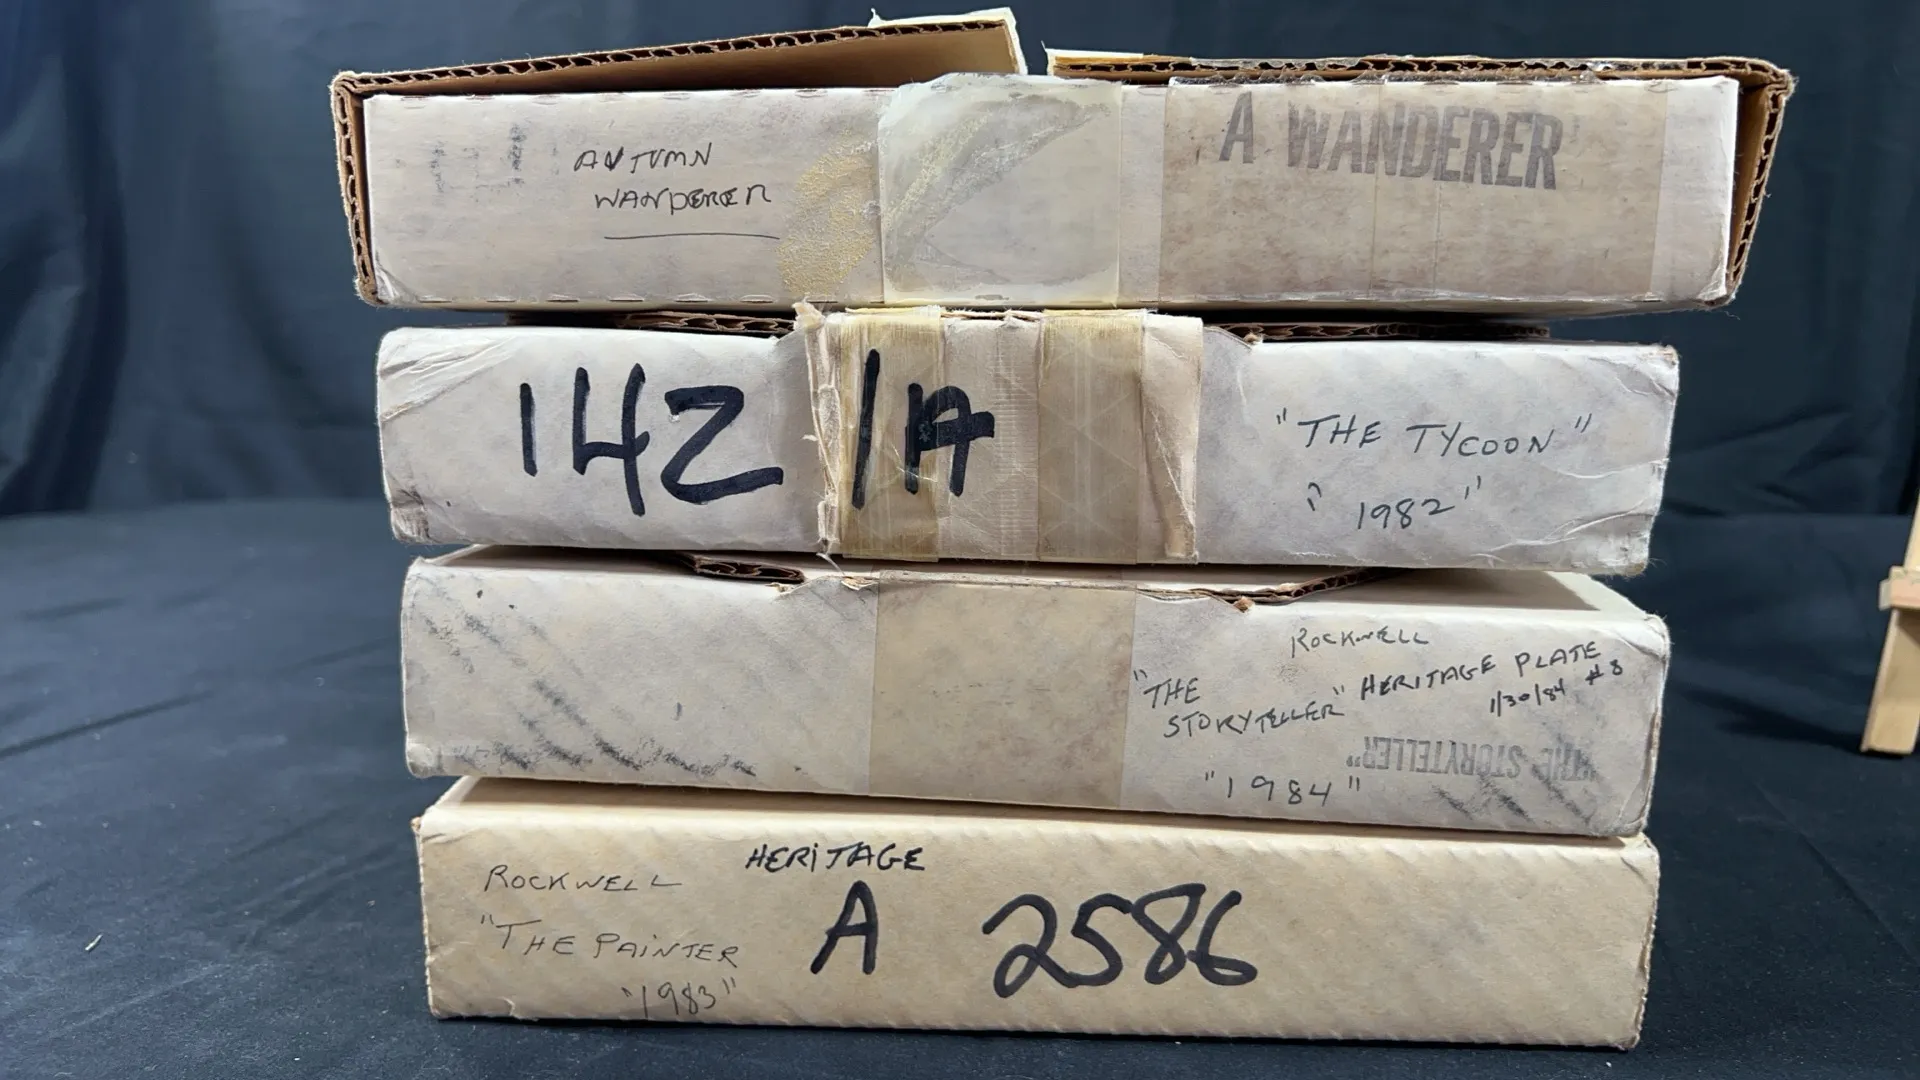 AUTUMN
WANDERER
A WANDERER
142/A
"THE TYCOON"
"1982"
ROCKWELL
"THE STORYTELLER" HERITAGE PLATE
1/30/84 #8
"THE STORYTELLER"
"1984"
ROCKWELL
HERITAGE
"THE PAINTER
"1983"
A 2586